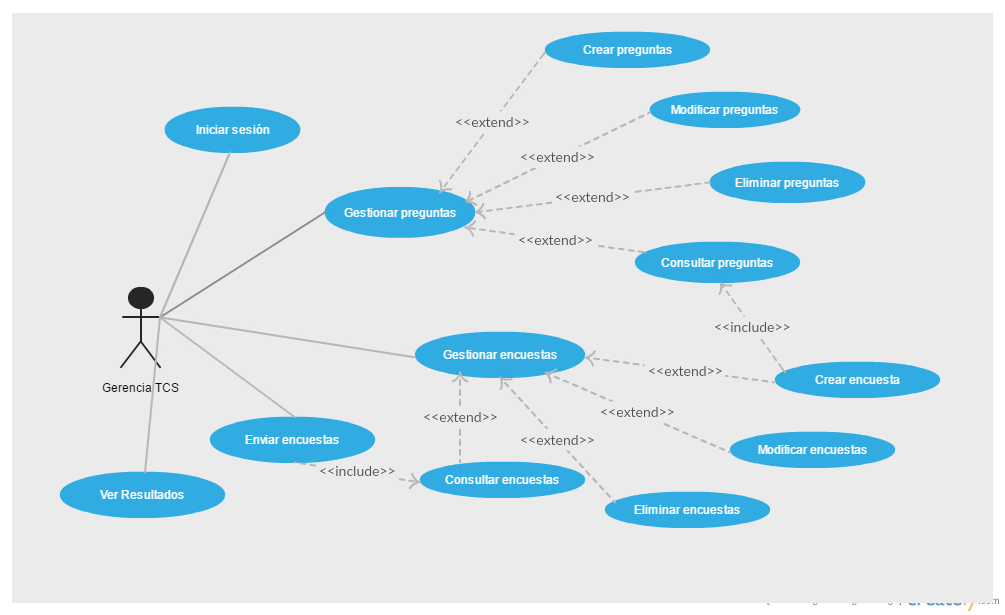 Crear preguntas
Modificar preguntas
<<extend>>
Iniciar sesión
<<extend>>
Eliminar preguntas
<<extend>>
Gestionar preguntas
<<extend>>
Consultar preguntas
<<include>>
Gestionar encuestas
<<extend>>
Crear encuesta
Gerencia TCS
<<extend>>
<<extend>>
Enviar encuestas
<<extend>>
Modificar encuestas
<<include>>
Consultar encuestas
Ver Resultados
Eliminar encuestas